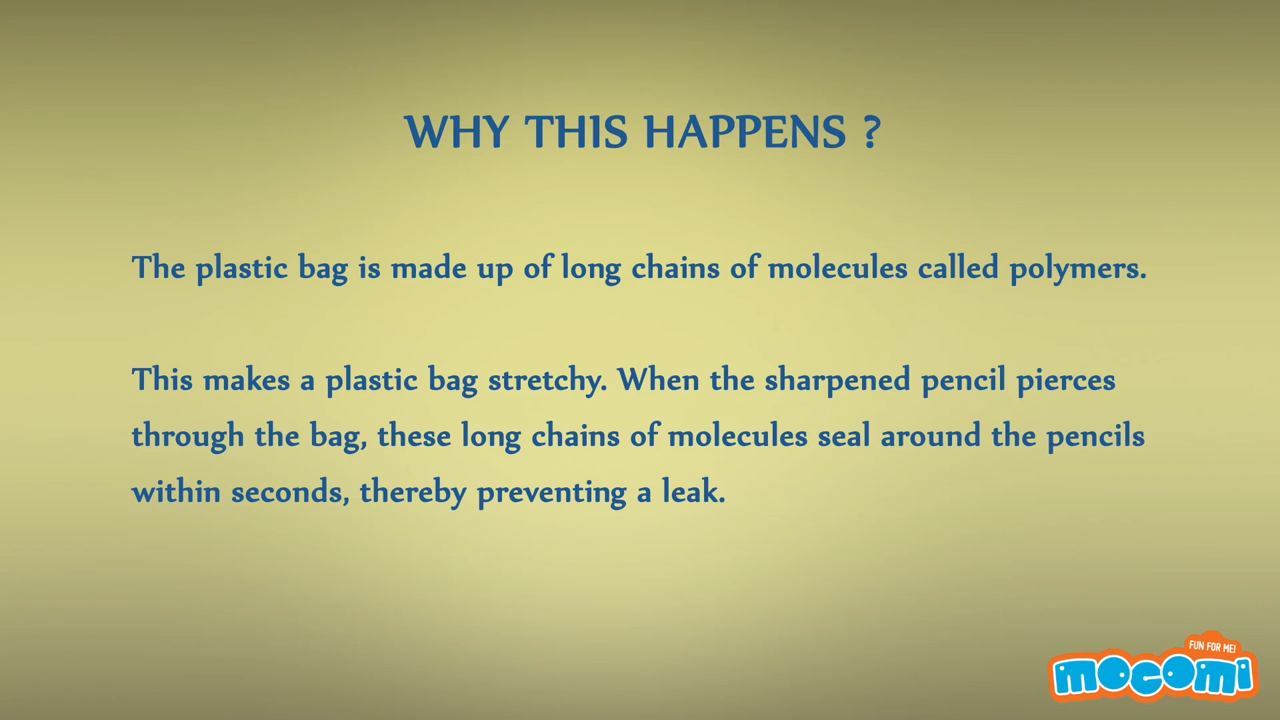 WHY THIS HAPPENS ?
The plastic bag is made up of long chains of molecules called polymers.
This makes a plastic bag stretchy. When the sharpened pencil pierces
through the bag, these long chains of molecules seal around the pencils
within seconds, thereby preventing a leak.
FUN FOR ME!
mocomi